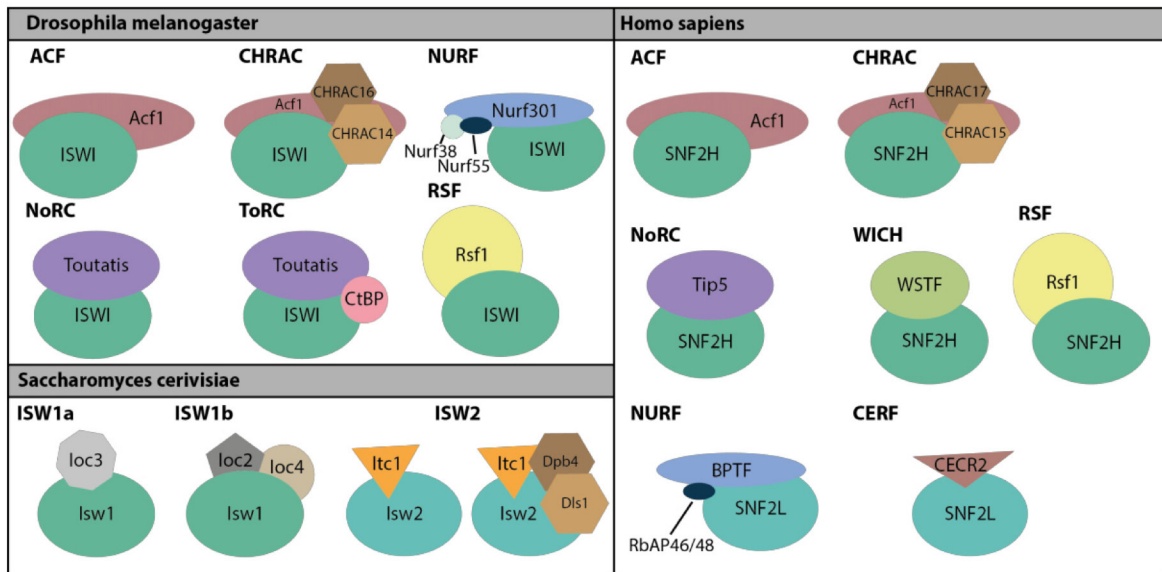 Drosophila melanogaster
ACF
CHRAC
NURF
Acf1
ISWI
Acf1
CHRAC16
CHRAC14
ISWI
Nurf301
Nurf38
Nurf55
ISWI
NoRC
ToRC
RSF
Toutatis
ISWI
Toutatis
CtBP
ISWI
Rsf1
ISWI
Saccharomyces cerivisiae
ISW1a
ISW1b
ISW2
Ioc3
Isw1
Ioc2
Ioc4
Isw1
Itc1
Isw2
Itc1
Dpb4
Dls1
Isw2
Homo sapiens
ACF
CHRAC
Acf1
SNF2H
Acf1
CHRAC17
CHRAC15
SNF2H
NoRC
WICH
RSF
Tip5
SNF2H
WSTF
SNF2H
Rsf1
SNF2H
NURF
CERF
BPTF
SNF2L
RbAP46/48
CECR2
SNF2L